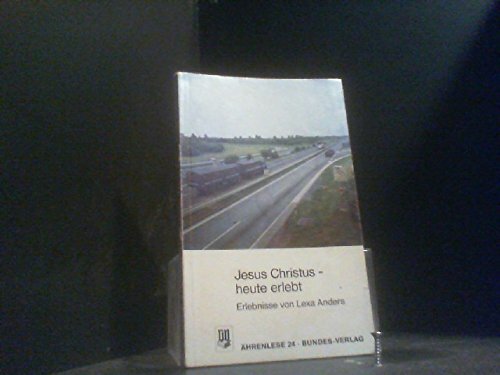 Jesus Christus -
heute erlebt
Erlebnisse von Lexa Anders
ÄHRENLESE 24 · BUNDES-VERLAG